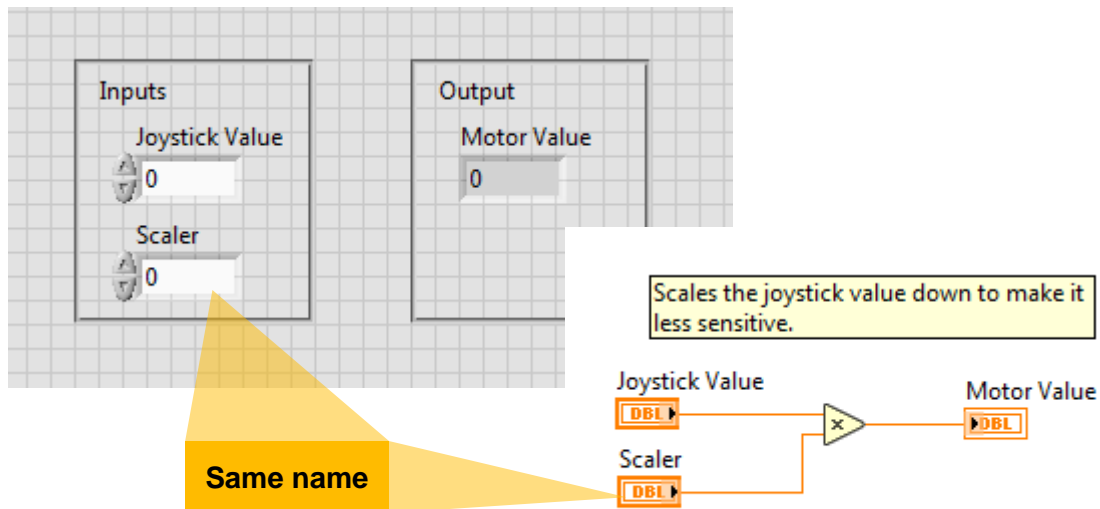 Inputs
Joystick Value
0
Scaler
0
Output
Motor Value
0
Scales the joystick value down to make it
less sensitive.
Joystick Value
DBL
Scaler
DBL
x
Motor Value
DBL
Same name